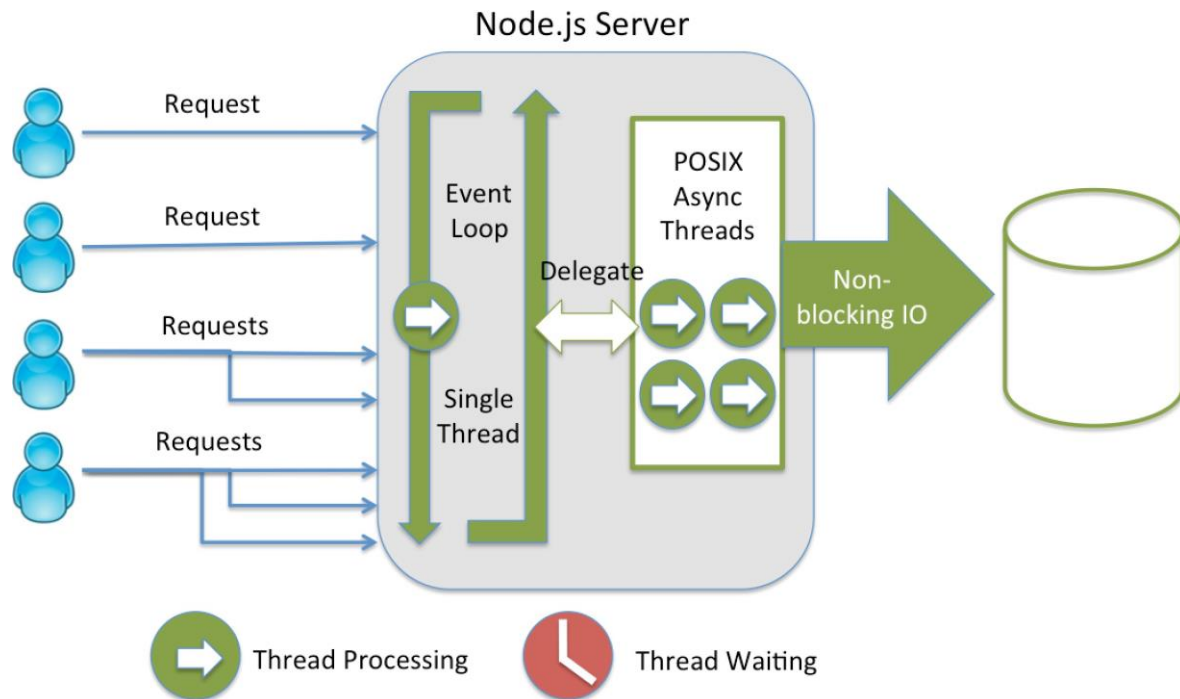 Node.js Server
Request
Request
Requests
Requests
Event
Loop
Single
Thread
Delegate
POSIX
Async
Threads
Non-
blocking IO
Thread Processing
Thread Waiting